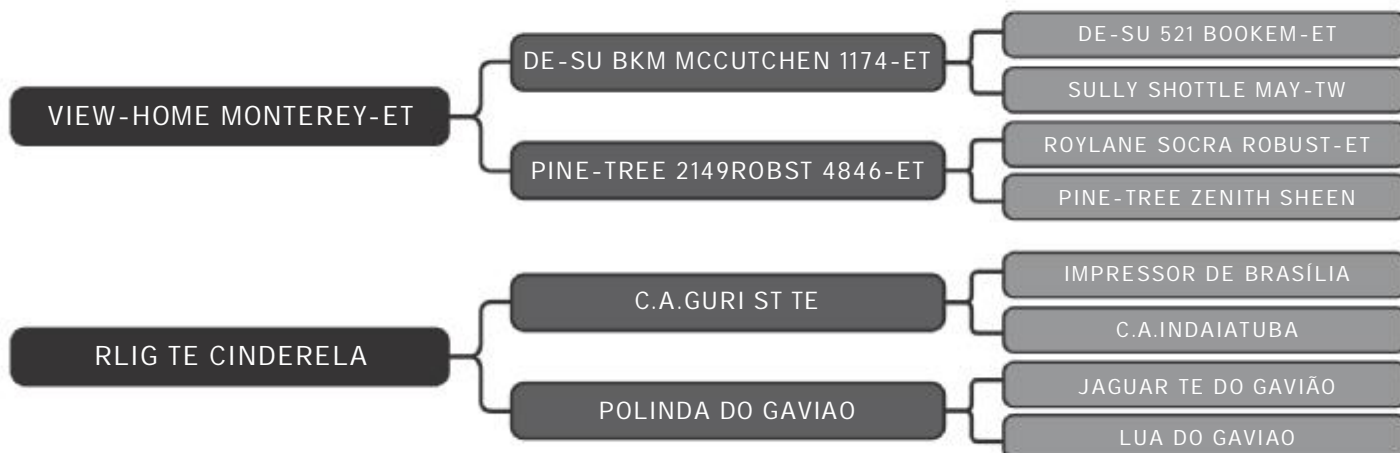 VIEW-HOME MONTEREY-ET
DE-SU BKM MCCUTCHEN 1174-ET
DE-SU 521 BOOKEM-ET
SULLY SHOTTLE MAY-TW
PINE-TREE 2149ROBST 4846-ET
ROYLANE SOCRA ROBUST-ET
PINE-TREE ZENITH SHEEN
RLIG TE CINDERELA
C.A.GURI ST TE
IMPRESSOR DE BRASÍLIA
C.A.INDAIATUBA
POLINDA DO GAVIAO
JAGUAR TE DO GAVIÃO
LUA DO GAVIAO